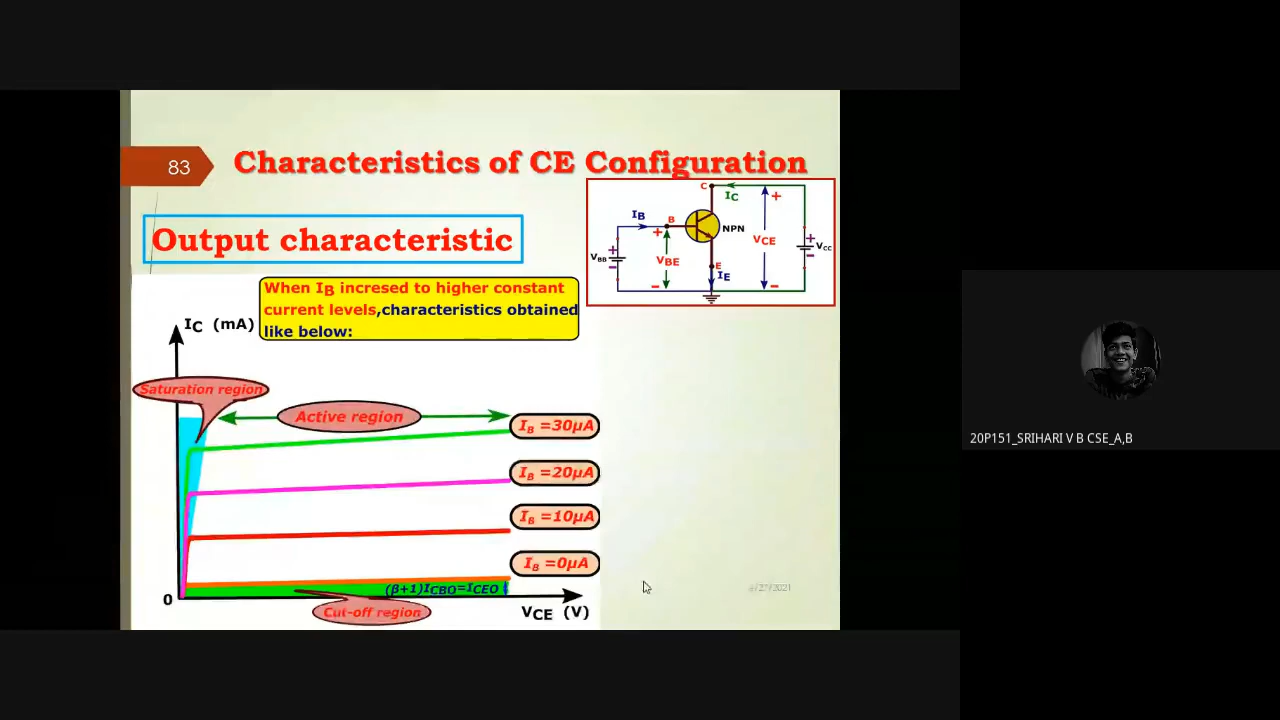 83
Characteristics of CE Configuration
Output characteristic
C
IC
+
IB
B
+
NPN
VBE
VCE
VBB
+
-
+
-
VCC
E
IE
-
-
When IB incresed to higher constant
current levels,characteristics obtained
like below:
IC (mA)
Saturation region
Active region
IB =30μA
IB =20μA
IB =10μA
IB =0μA
(β+1)ICBO=ICEO
0
Cut-off region
VCE (V)
20P151_SRIHARI V B CSE_A,B